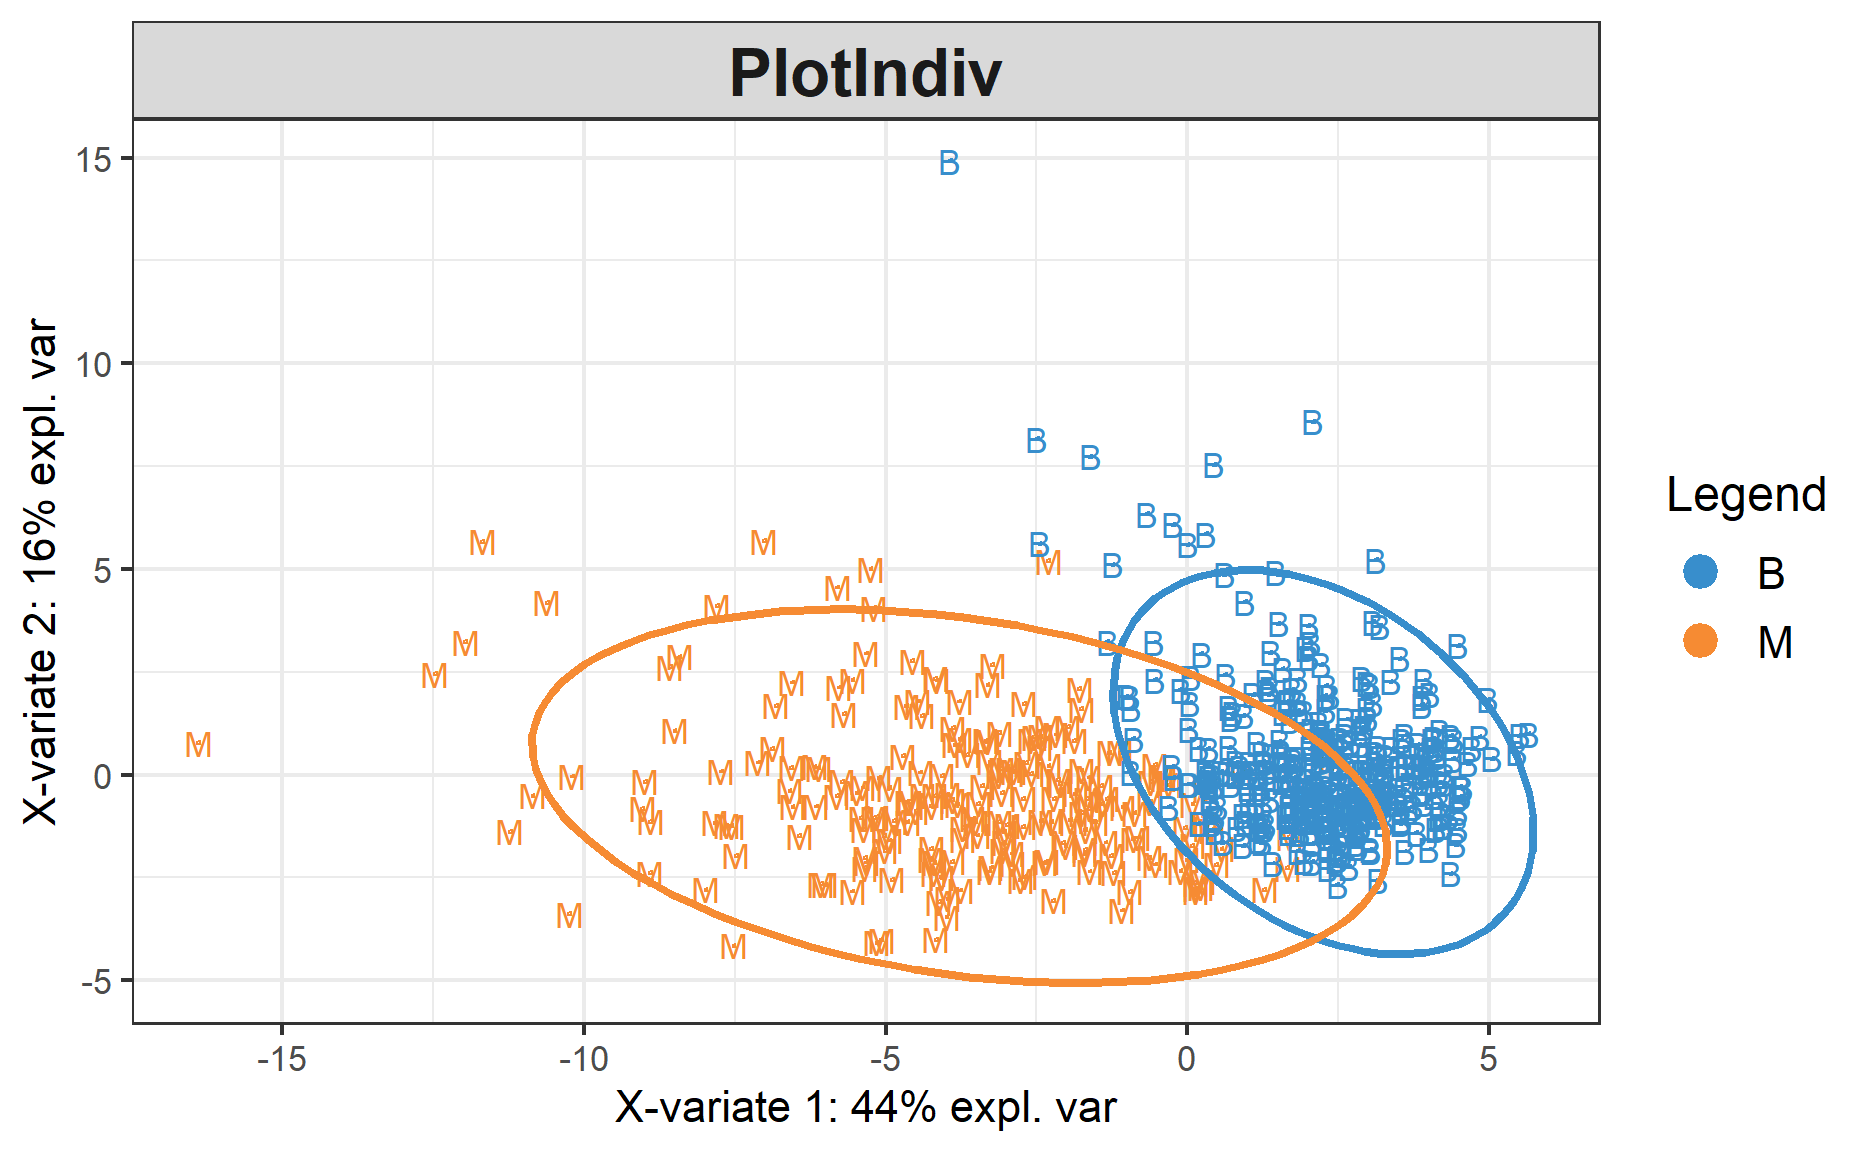 PlotIndiv
X-variate 2: 16% expl. var
15
10
5
0
-5
-15
-10
-5
0
5
X-variate 1: 44% expl. var
Legend
B
M